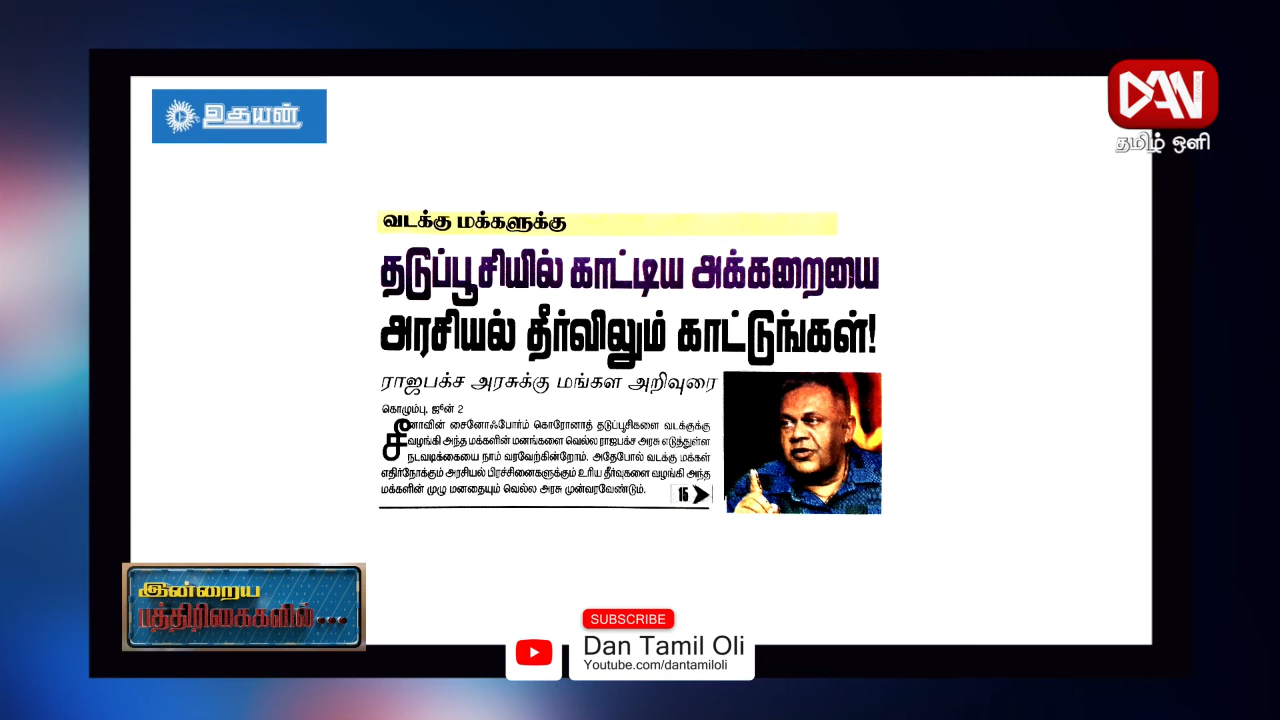 உதயன்
DAN
தமிழ் ஒளி
வடக்கு மக்களுக்கு
தடுப்பூசியில் காட்டிய அக்கறையை
அரசியல் தீர்விலும் காட்டுங்கள்!
ராஜபக்ச அரசுக்கு மங்கள அறிவுரை
கொழும்பு, ஜூன் 2
சீனாவின் சைனோஃபோர்ம் கொரோனாத் தடுப்பூசிகளை வடக்குக்கு
வழங்கி அந்த மக்களின் மனங்களை வெல்ல ராஜபக்ச அரசு எடுத்துள்ள
நடவடிக்கையை நாம் வரவேற்கின்றோம். அதேபோல் வடக்கு மக்கள்
எதிர்நோக்கும் அரசியல் பிரச்சினைகளுக்கும் உரிய தீர்வுகளை வழங்கி அந்த
மக்களின் முழு மனதையும் வெல்ல அரசு முன்வரவேண்டும்.
15
இன்றைய
பத்திரிகைகளில்...
SUBSCRIBE
Dan Tamil Oli
Youtube.com/dantamiloli